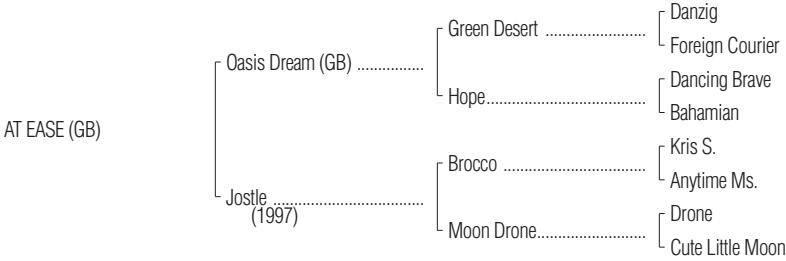 Danzig
Green Desert ........................
Foreign Courier
Oasis Dream (GB) ................
Dancing Brave
Hope......................................
Bahamian
AT EASE (GB)
Kris S.
Brocco ..................................
Anytime Ms.
Jostle ....................................
(1997)
Drone
Moon Drone..........................
Cute Little Moon